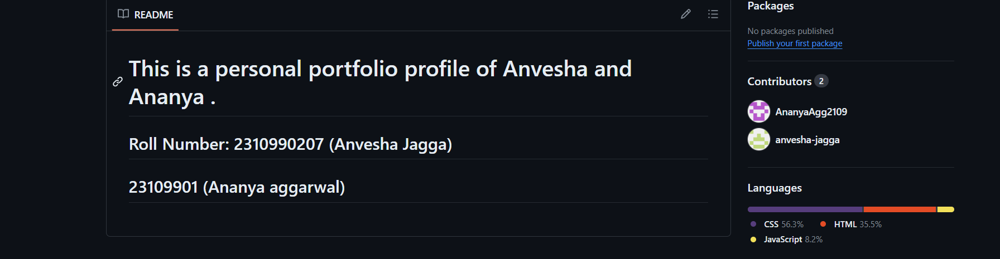 README
This is a personal portfolio profile of Anvesha and
Ananya .
Roll Number: 2310990207 (Anvesha Jagga)
23109901 (Ananya aggarwal)
Packages
No packages published
Publish your first package
Contributors 2
AnanyaAgg2109
anvesha-jagga
Languages
CSS 56.3% HTML 35.5%
JavaScript 8.2%